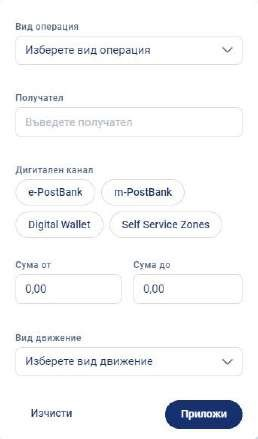 Вид операция
Изберете вид операция
Получател
Въведете получател
Дигитален канал
e-PostBank
m-PostBank
Digital Wallet
Self Service Zones
Сума от
Сума до
0,00
0,00
Вид движение
Изберете вид движение
Изчисти
Приложи